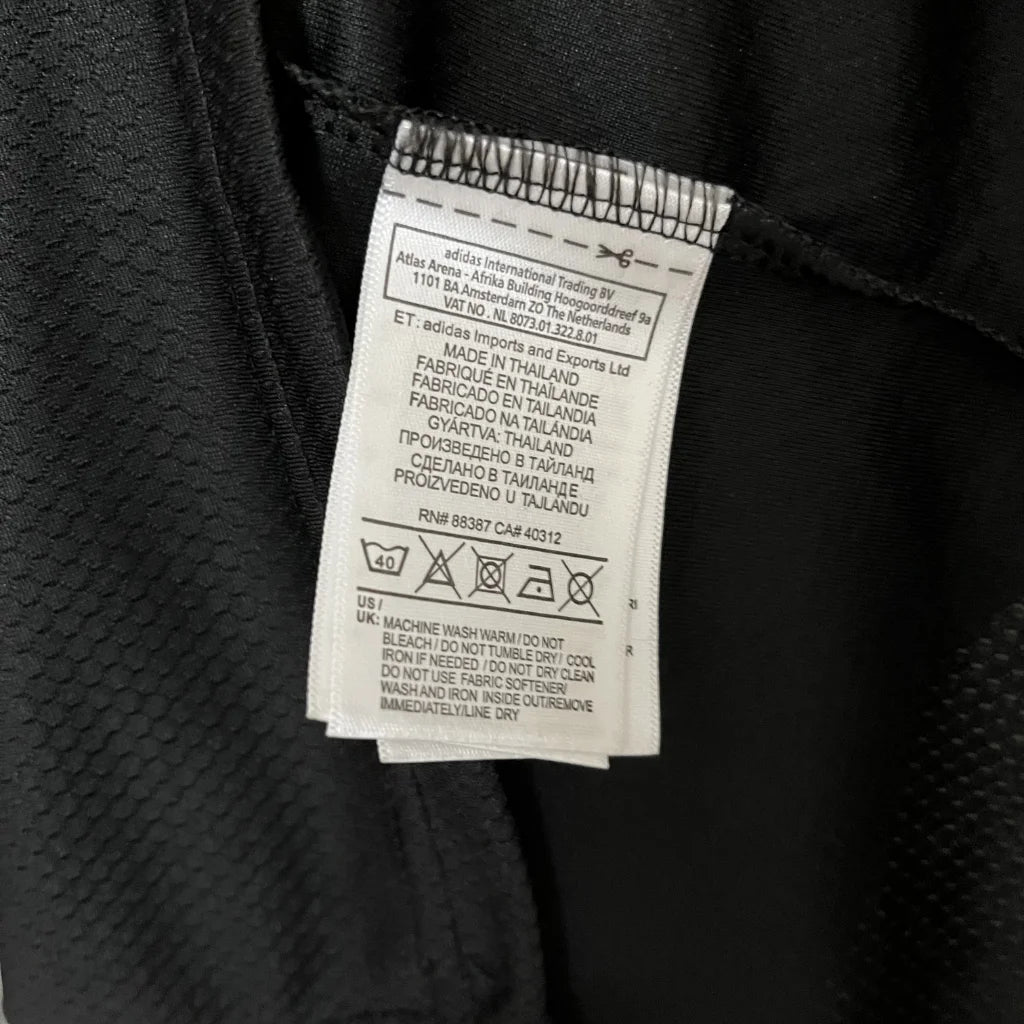 adidas International Trading BV
Atlas Arena - Afrika Building Hoogoorddreef 9a
1101 BA Amsterdam ZO The Netherlands
VAT NO . NL 8073.01.322.8.01
ET: adidas Imports and Exports Ltd
MADE IN THAILAND
FABRIQUÉ EN THAÏLANDE
FABRICADO EN TAILANDIA
FABRICADO NA TAILÂNDIA
GYÁRTVA: THAILAND
ПРОИЗВЕДЕНО В ТАЙЛАНД
СДЕЛАНО В ТАИЛАНДЕ
PROIZVEDENO U TAJLANDU
RN# 88387 CA# 40312
40
US /
UK: MACHINE WASH WARM / DO NOT
BLEACH / DO NOT TUMBLE DRY / COOL
IRON IF NEEDED / DO NOT DRY CLEAN
DO NOT USE FABRIC SOFTENER/
WASH AND IRON INSIDE OUT/REMOVE
IMMEDIATELY/LINE DRY